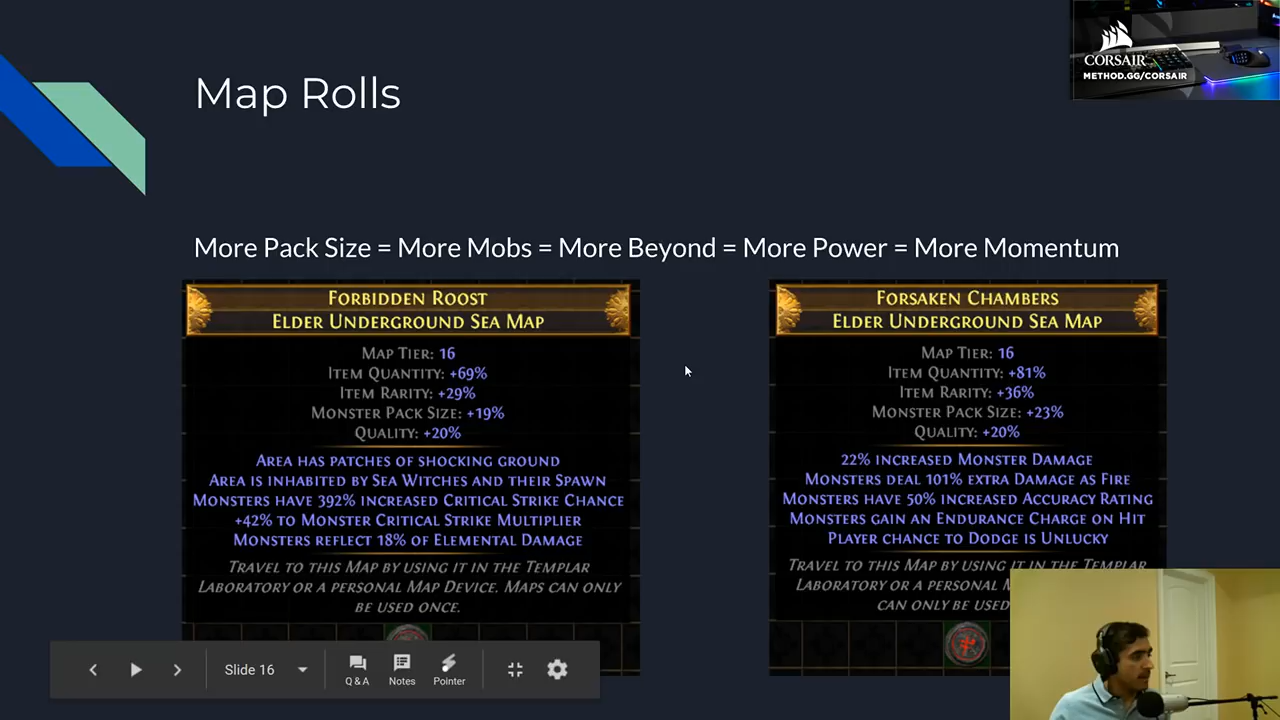 CORSAIR
METHOD.GG/CORSAIR
Map Rolls
More Pack Size = More Mobs = More Beyond = More Power = More Momentum
Forbidden Roost
Elder Underground Sea Map
Map Tier: 16
Item Quantity: +69%
Item Rarity: +29%
Monster Pack Size: +19%
Quality: +20%
Area has patches of shocking ground
Area is inhabited by Sea Witches and their Spawn
Monsters have 392% increased Critical Strike Chance
+42% to Monster Critical Strike Multiplier
Monsters reflect 18% of Elemental Damage
Travel to this Map by using it in the Templar
Laboratory or a personal Map Device. Maps can only
be used once.
Forsaken Chambers
Elder Underground Sea Map
Map Tier: 16
Item Quantity: +81%
Item Rarity: +36%
Monster Pack Size: +23%
Quality: +20%
22% increased Monster Damage
Monsters deal 101% extra Damage as Fire
Monsters have 50% increased Accuracy Rating
Monsters gain an Endurance Charge on Hit
Player chance to Dodge is Unlucky
Travel to this Map by using it in the Templar
Laboratory or a personal M
can only be used
Slide 16
Q & A
Notes
Pointer